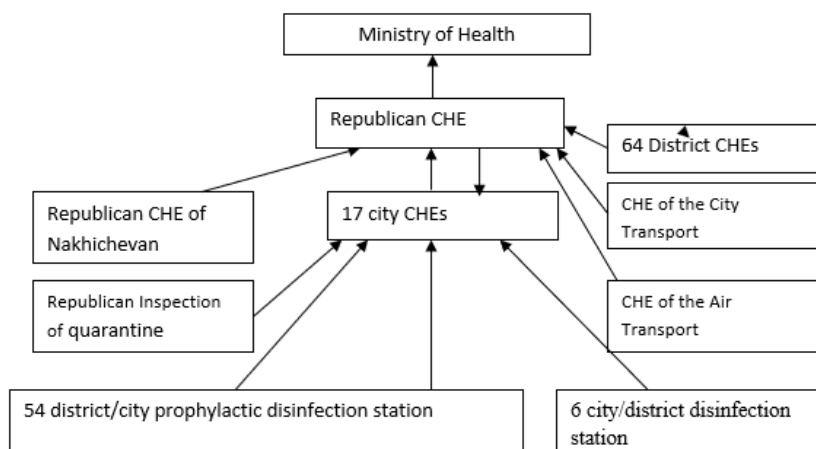 Ministry of Health
Republican CHE
64 District CHEs
Republican CHE of
Nakhichevan
17 city CHEs
CHE of the City
Transport
Republican Inspection
of quarantine
CHE of the Air
Transport
54 district/city prophylactic disinfection station
6 city/district disinfection
station